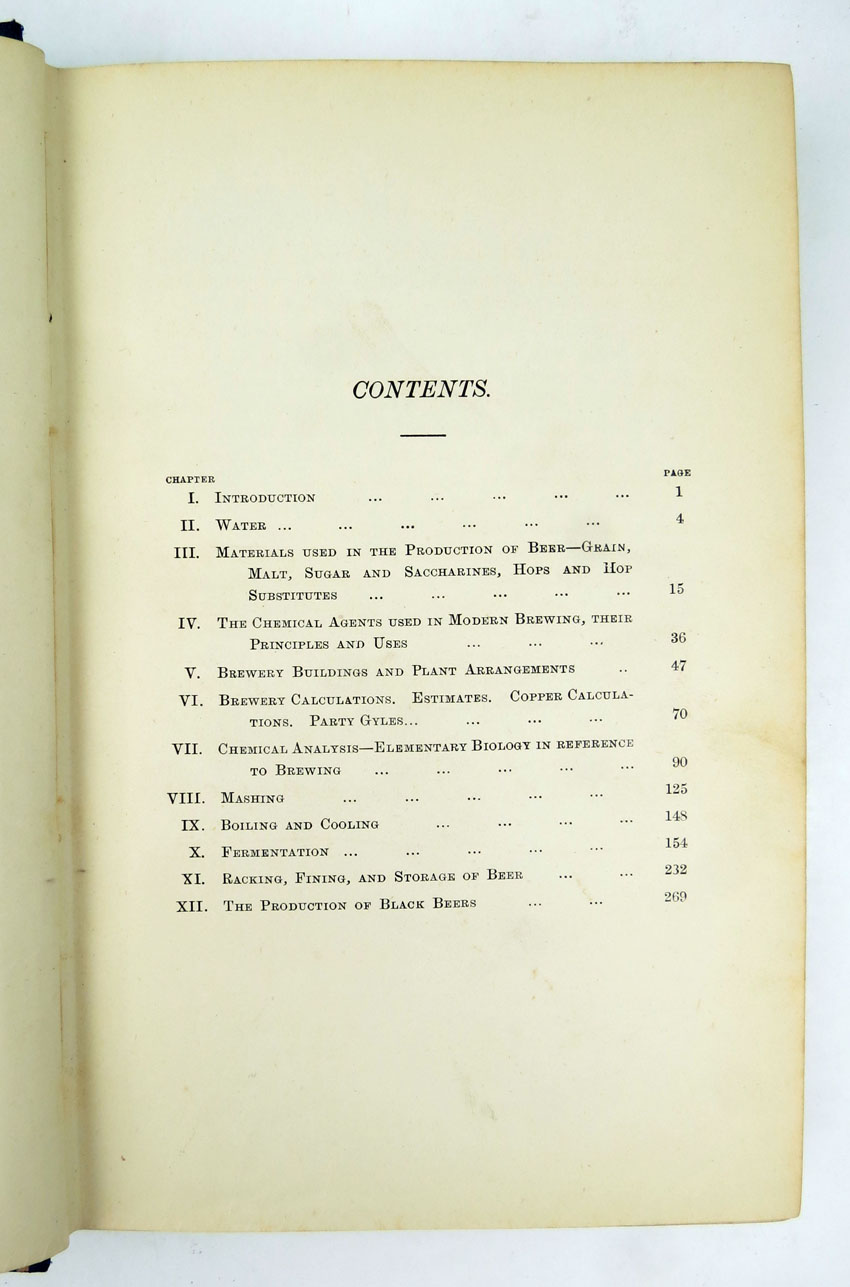 CONTENTS.
CHAPTER PAGE
I. INTRODUCTION ... ... ... ... ... 1
II. WATER ... ... ... ... ... ... 4
III. MATERIALS USED IN THE PRODUCTION OF BEER—GRAIN,
MALT, SUGAR AND SACCHARINES, HOPS AND HOP
SUBSTITUTES ... ... ... ... ... 15
IV. THE CHEMICAL AGENTS USED IN MODERN BREWING, THEIR
PRINCIPLES AND USES ... ... ... 36
V. BREWERY BUILDINGS AND PLANT ARRANGEMENTS .. 47
VI. BREWERY CALCULATIONS. ESTIMATES. COPPER CALCULA-
TIONS. PARTY GYLES... ... ... ... 70
VII. CHEMICAL ANALYSIS—ELEMENTARY BIOLOGY IN REFERENCE
TO BREWING ... ... ... ... ... 90
VIII. MASHING ... ... ... ... ... 125
IX. BOILING AND COOLING ... ... ... ... 148
X. FERMENTATION ... ... ... ... ... 154
XI. RACKING, FINING, AND STORAGE OF BEER ... ... 232
XII. THE PRODUCTION OF BLACK BEERS ... ... 269